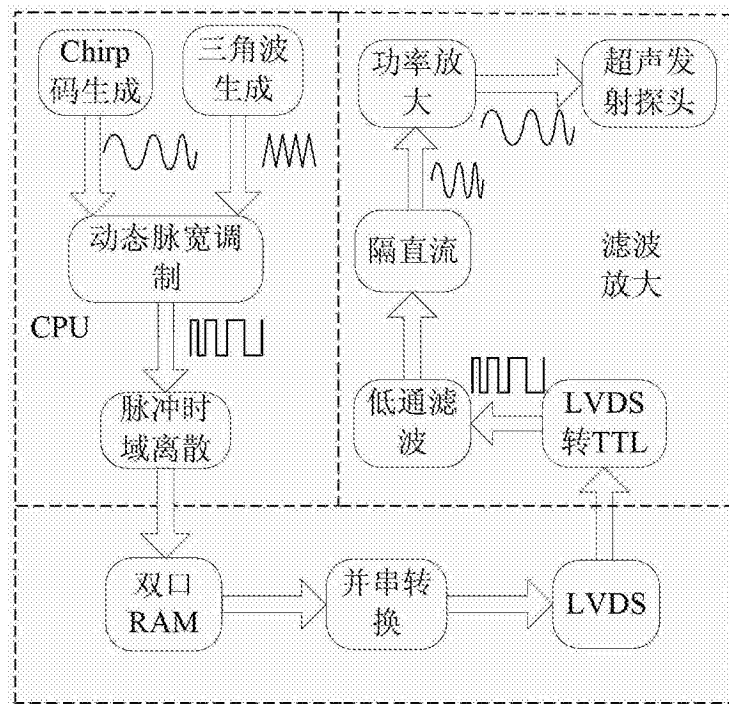 Chirp
码生成
三角波
生成
动态脉宽调
制
CPU
脉冲时
域离散
双口
RAM
并串转
换
LVDS
LVDS
转TTL
低通滤
波
隔直流
功率放
大
超声发
射探头
滤波
放大